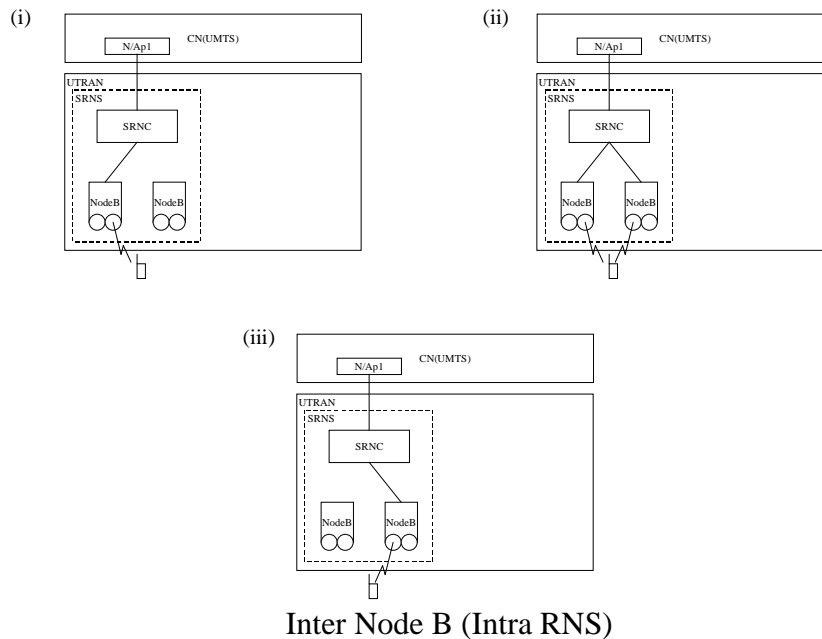 (i)
CN(UMTS)
N/Ap1
UTRAN
SRNS
SRNC
NodeB
NodeB
(ii)
CN(UMTS)
N/Ap1
UTRAN
SRNS
SRNC
NodeB
NodeB
(iii)
CN(UMTS)
N/Ap1
UTRAN
SRNS
SRNC
NodeB
NodeB
Inter Node B (Intra RNS)